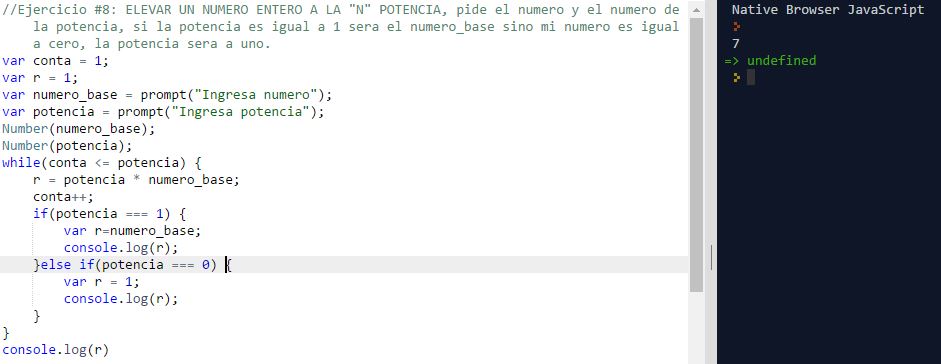 //Ejercicio #8: ELEVAR UN NUMERO ENTERO A LA "N" POTENCIA, pide el numero y el numero de
la potencia, si la potencia es igual a 1 sera el numero_base sino mi numero es igual
a cero, la potencia sera a uno.
var conta = 1;
var r = 1;
var numero_base = prompt("Ingresa numero");
var potencia = prompt("Ingresa potencia");
Number(numero_base);
Number(potencia);
while(conta <= potencia) {
    r = potencia * numero_base;
    conta++;
    if(potencia === 1) {
        var r=numero_base;
        console.log(r);
    }else if(potencia === 0) {
        var r = 1;
        console.log(r);
    }
}
console.log(r)
Native Browser JavaScript
>
7
=> undefined
>